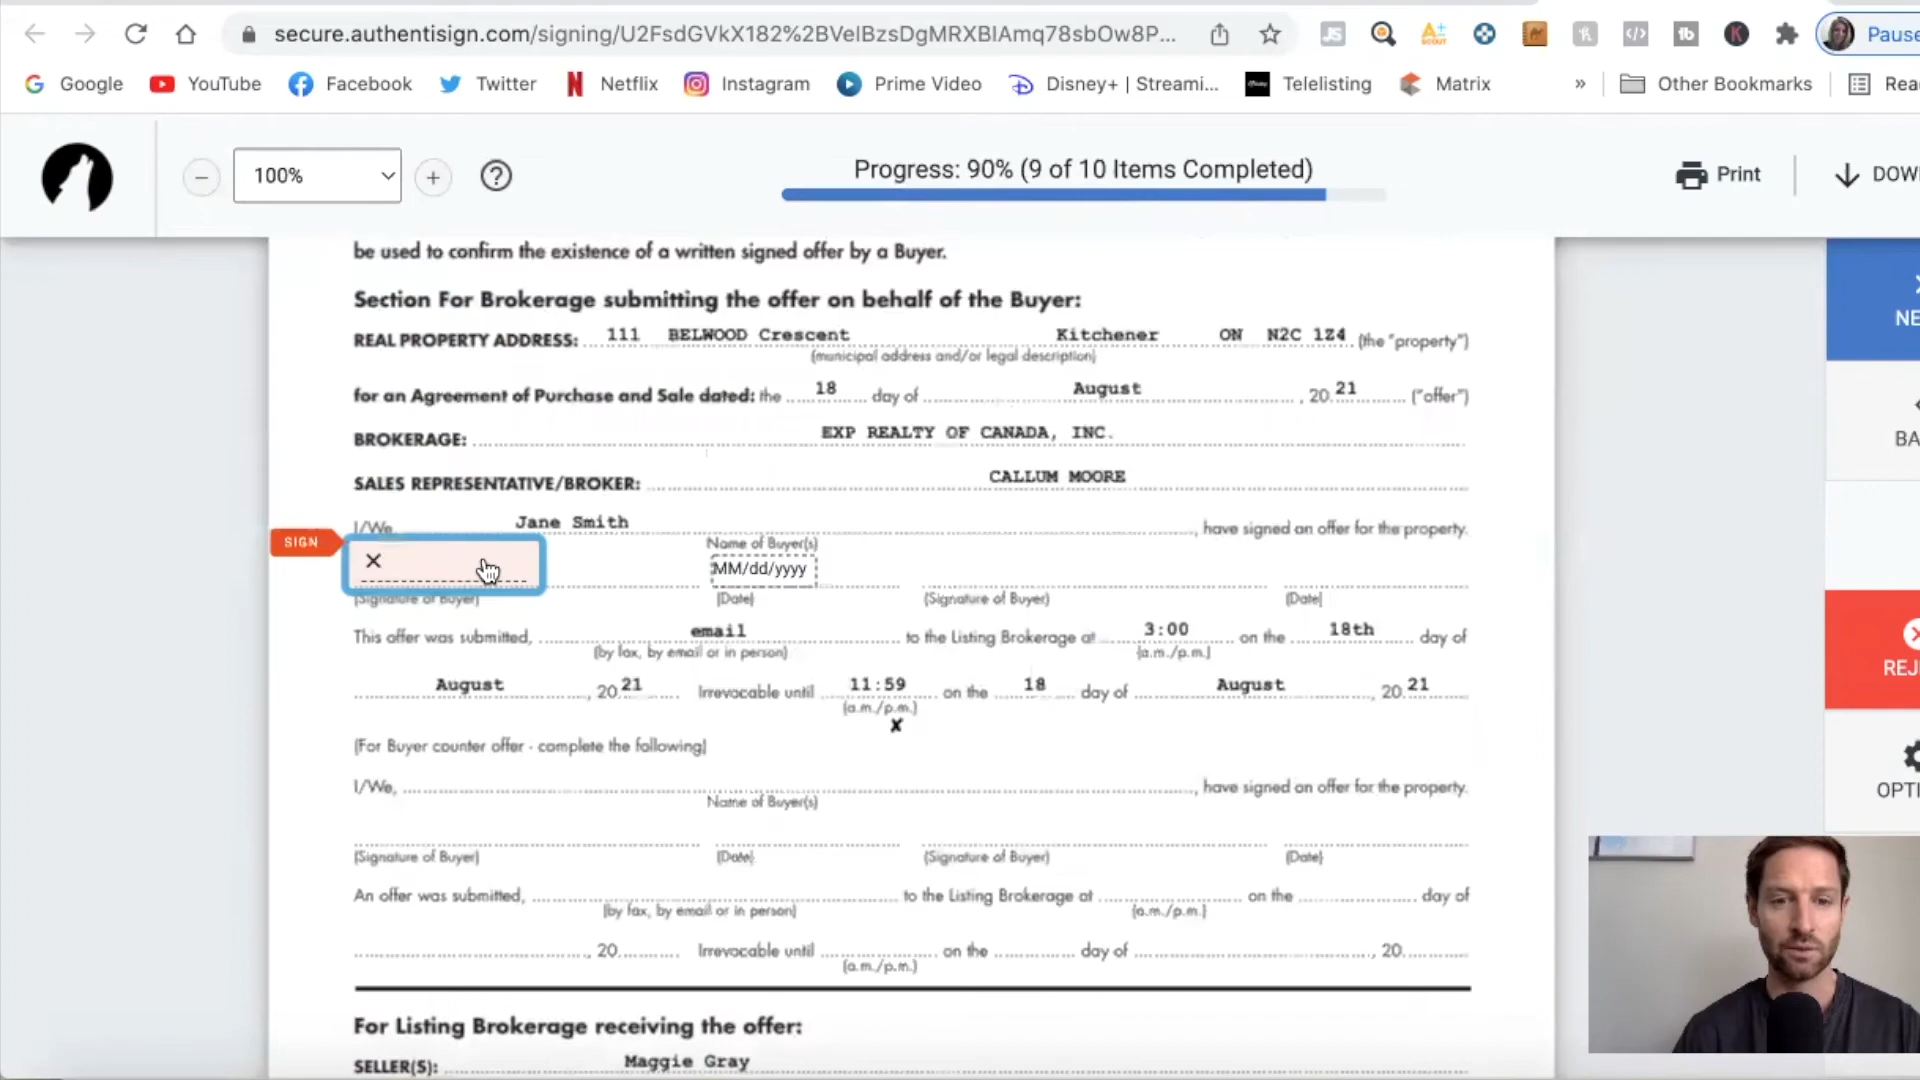 secure.authentisign.com/signing/U2FsdGVkX182%2BVelBzsDgMRXBlAmq78sbOw8P...
Pause
Google YouTube Facebook Twitter Netflix Instagram Prime Video Disney+ | Streami... Telelisting Matrix » Other Bookmarks Rea
100% Progress: 90% (9 of 10 Items Completed) Print DOW
be used to confirm the existence of a written signed offer by a Buyer.
Section For Brokerage submitting the offer on behalf of the Buyer:
REAL PROPERTY ADDRESS: 111 BELWOOD Crescent Kitchener ON N2C 1Z4 (the "property")
(municipal address and/or legal description)
for an Agreement of Purchase and Sale dated: the 18 day of August, 20 21 ("offer")
BROKERAGE: EXP REALTY OF CANADA, INC.
SALES REPRESENTATIVE/BROKER: CALLUM MOORE
I/We, Jane Smith, have signed an offer for the property.
Name of Buyer(s)
SIGN
X MM/dd/yyyy
(Signature of Buyer) (Date) (Signature of Buyer) (Date)
This offer was submitted, email to the Listing Brokerage at 3:00 on the 18th day of
(by fax, by email or in person) (a.m./p.m.)
August, 20 21 Irrevocable until 11:59 on the 18 day of August, 20 21
(a.m./p.m.)
X
(For Buyer counter offer - complete the following)
I/We, have signed an offer for the property.
Name of Buyer(s)
(Signature of Buyer) (Date) (Signature of Buyer) (Date)
An offer was submitted, to the Listing Brokerage at on the day of
(by fax, by email or in person) (a.m./p.m.)
, 20 Irrevocable until on the day of , 20
(a.m./p.m.)
For Listing Brokerage receiving the offer:
SELLER(S): Maggie Gray
NE
BA
REJ
OPTI